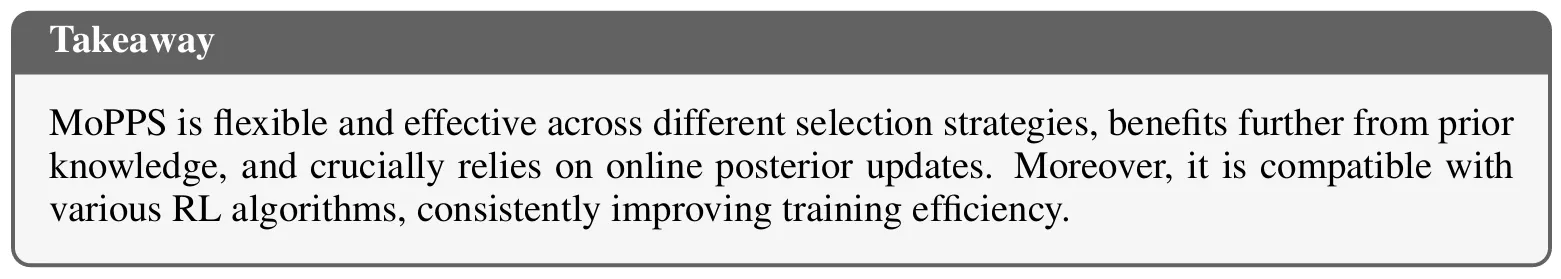 Takeaway
MoPPS is flexible and effective across different selection strategies, benefits further from prior
knowledge, and crucially relies on online posterior updates. Moreover, it is compatible with
various RL algorithms, consistently improving training efficiency.